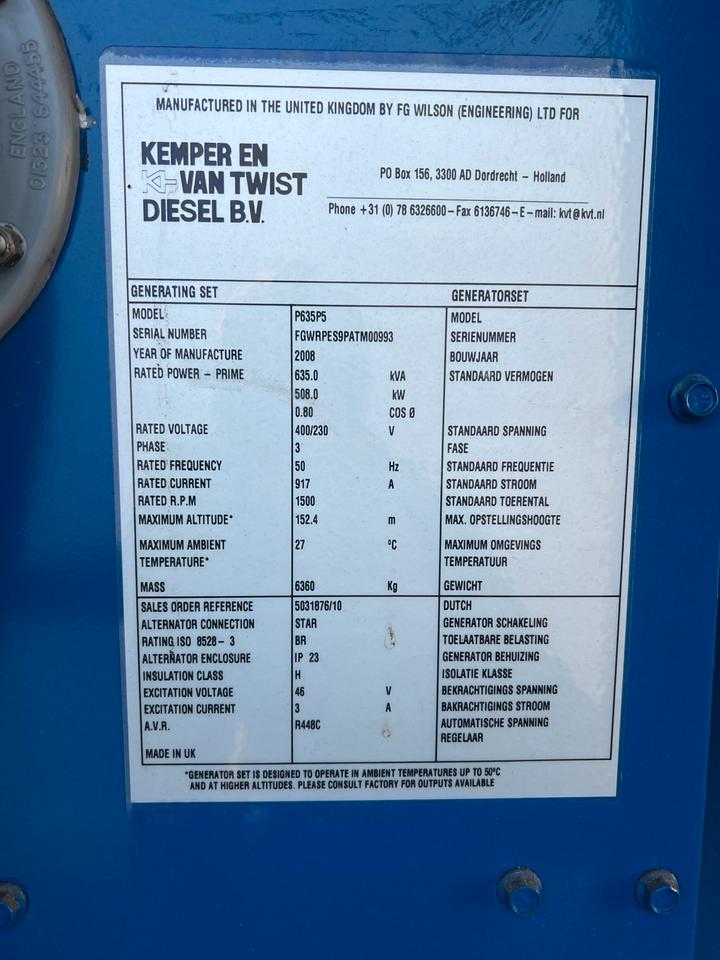 ENGLAND
01323 844455
MANUFACTURED IN THE UNITED KINGDOM BY FG WILSON (ENGINEERING) LTD FOR
KEMPER EN
VAN TWIST
DIESEL B.V.
PO Box 156, 3300 AD Dordrecht – Holland
Phone +31 (0) 78 6326600 – Fax 6136746 – E – mail: kvt@kvt.nl
GENERATING SET GENERATORSET
MODEL P635P5 MODEL
SERIAL NUMBER FGWRPES9PATM00993 SERIENUMMER
YEAR OF MANUFACTURE 2008 BOUWJAAR
RATED POWER – PRIME 635.0 kVA STANDAARD VERMOGEN
508.0 kW
0.80 COS Ø
RATED VOLTAGE 400/230 V STANDAARD SPANNING
PHASE 3 FASE
RATED FREQUENCY 50 Hz STANDAARD FREQUENTIE
RATED CURRENT 917 A STANDAARD STROOM
RATED R.P.M 1500 STANDAARD TOERENTAL
MAXIMUM ALTITUDE* 152.4 m MAX. OPSTELLINGSHOOGTE
MAXIMUM AMBIENT 27 ºC MAXIMUM OMGEVINGS
TEMPERATURE* TEMPERATUUR
MASS 6360 Kg GEWICHT
SALES ORDER REFERENCE 5031876/10 DUTCH
ALTERNATOR CONNECTION STAR GENERATOR SCHAKELING
RATING ISO 8528 – 3 BR TOELAATBARE BELASTING
ALTERNATOR ENCLOSURE IP 23 GENERATOR BEHUIZING
INSULATION CLASS H ISOLATIE KLASSE
EXCITATION VOLTAGE 46 V BEKRACHTIGINGS SPANNING
EXCITATION CURRENT 3 A BAKRACHTIGINGS STROOM
A.V.R. R448C AUTOMATISCHE SPANNING
REGELAAR
MADE IN UK
*GENERATOR SET IS DESIGNED TO OPERATE IN AMBIENT TEMPERATURES UP TO 50ºC
AND AT HIGHER ALTITUDES. PLEASE CONSULT FACTORY FOR OUTPUTS AVAILABLE